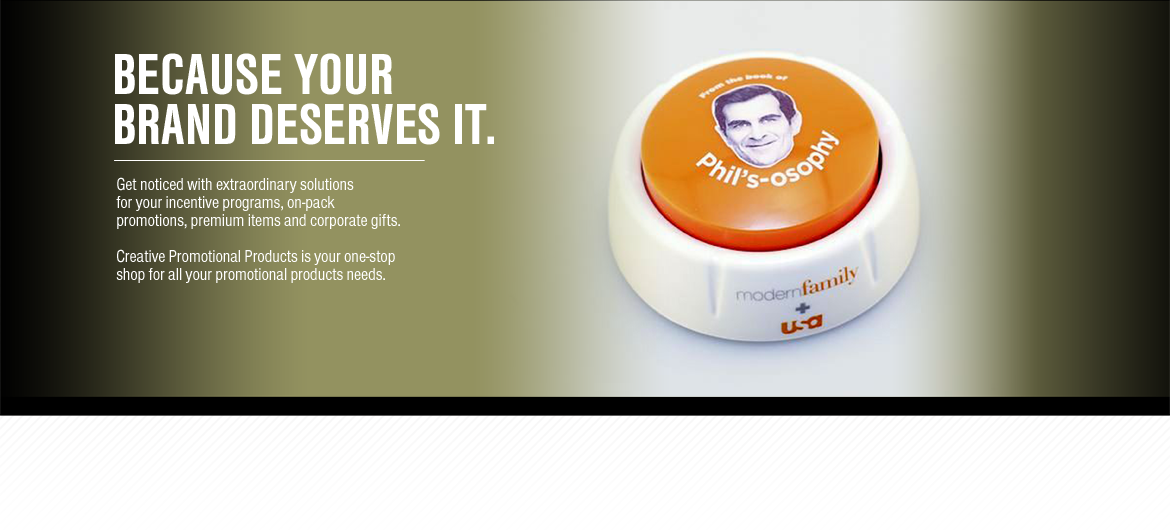 BECAUSE YOUR
BRAND DESERVES IT.
Get noticed with extraordinary solutions
for your incentive programs, on-pack
promotions, premium items and corporate gifts.
Creative Promotional Products is your one-stop
shop for all your promotional products needs.
From the book of
Phil's-osophy
modernfamily
+
usa